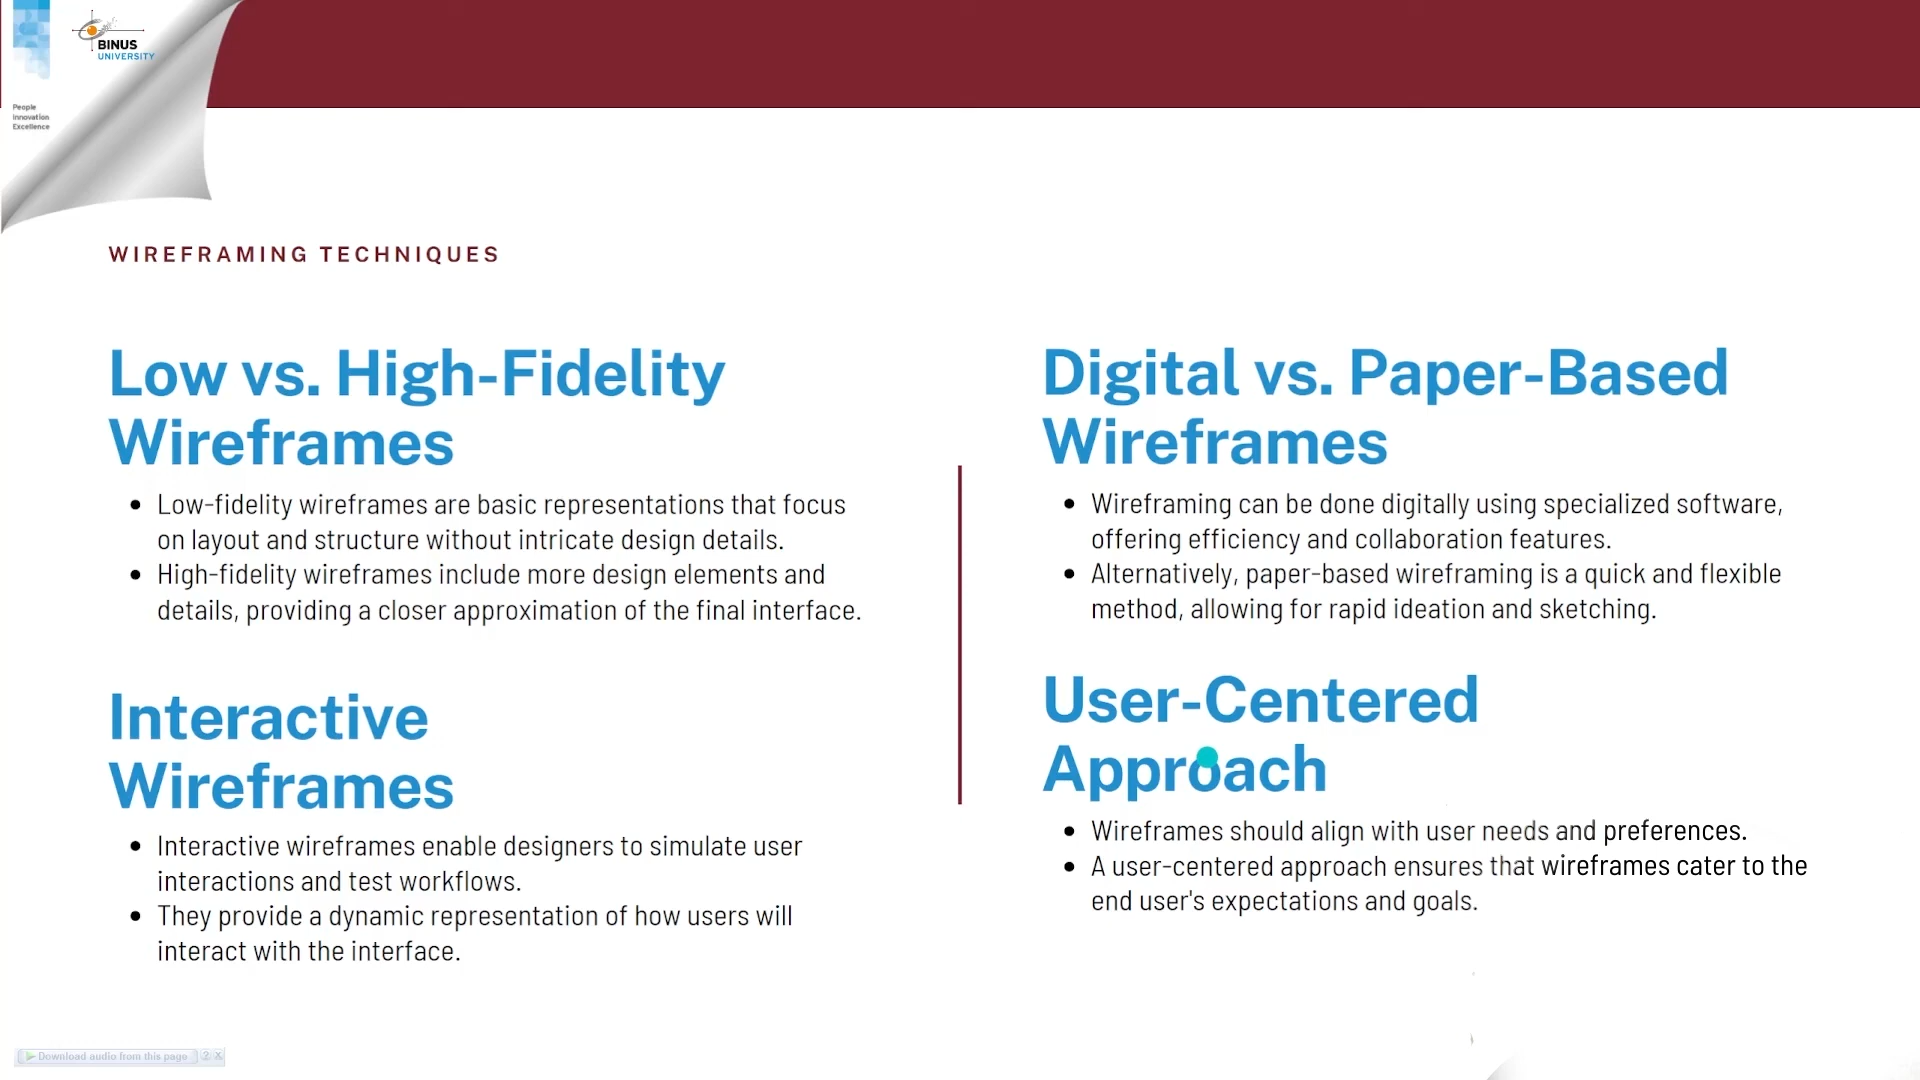 BINUS
UNIVERSITY
People
Innovation
Excellence
WIREFRAMING TECHNIQUES
Low vs. High-Fidelity
Wireframes
• Low-fidelity wireframes are basic representations that focus
on layout and structure without intricate design details.
• High-fidelity wireframes include more design elements and
details, providing a closer approximation of the final interface.
Interactive
Wireframes
• Interactive wireframes enable designers to simulate user
interactions and test workflows.
• They provide a dynamic representation of how users will
interact with the interface.
Digital vs. Paper-Based
Wireframes
• Wireframing can be done digitally using specialized software,
offering efficiency and collaboration features.
• Alternatively, paper-based wireframing is a quick and flexible
method, allowing for rapid ideation and sketching.
User-Centered
Approach
• Wireframes should align with user needs and preferences.
• A user-centered approach ensures that wireframes cater to the
end user's expectations and goals.
Download audio from this page ? X